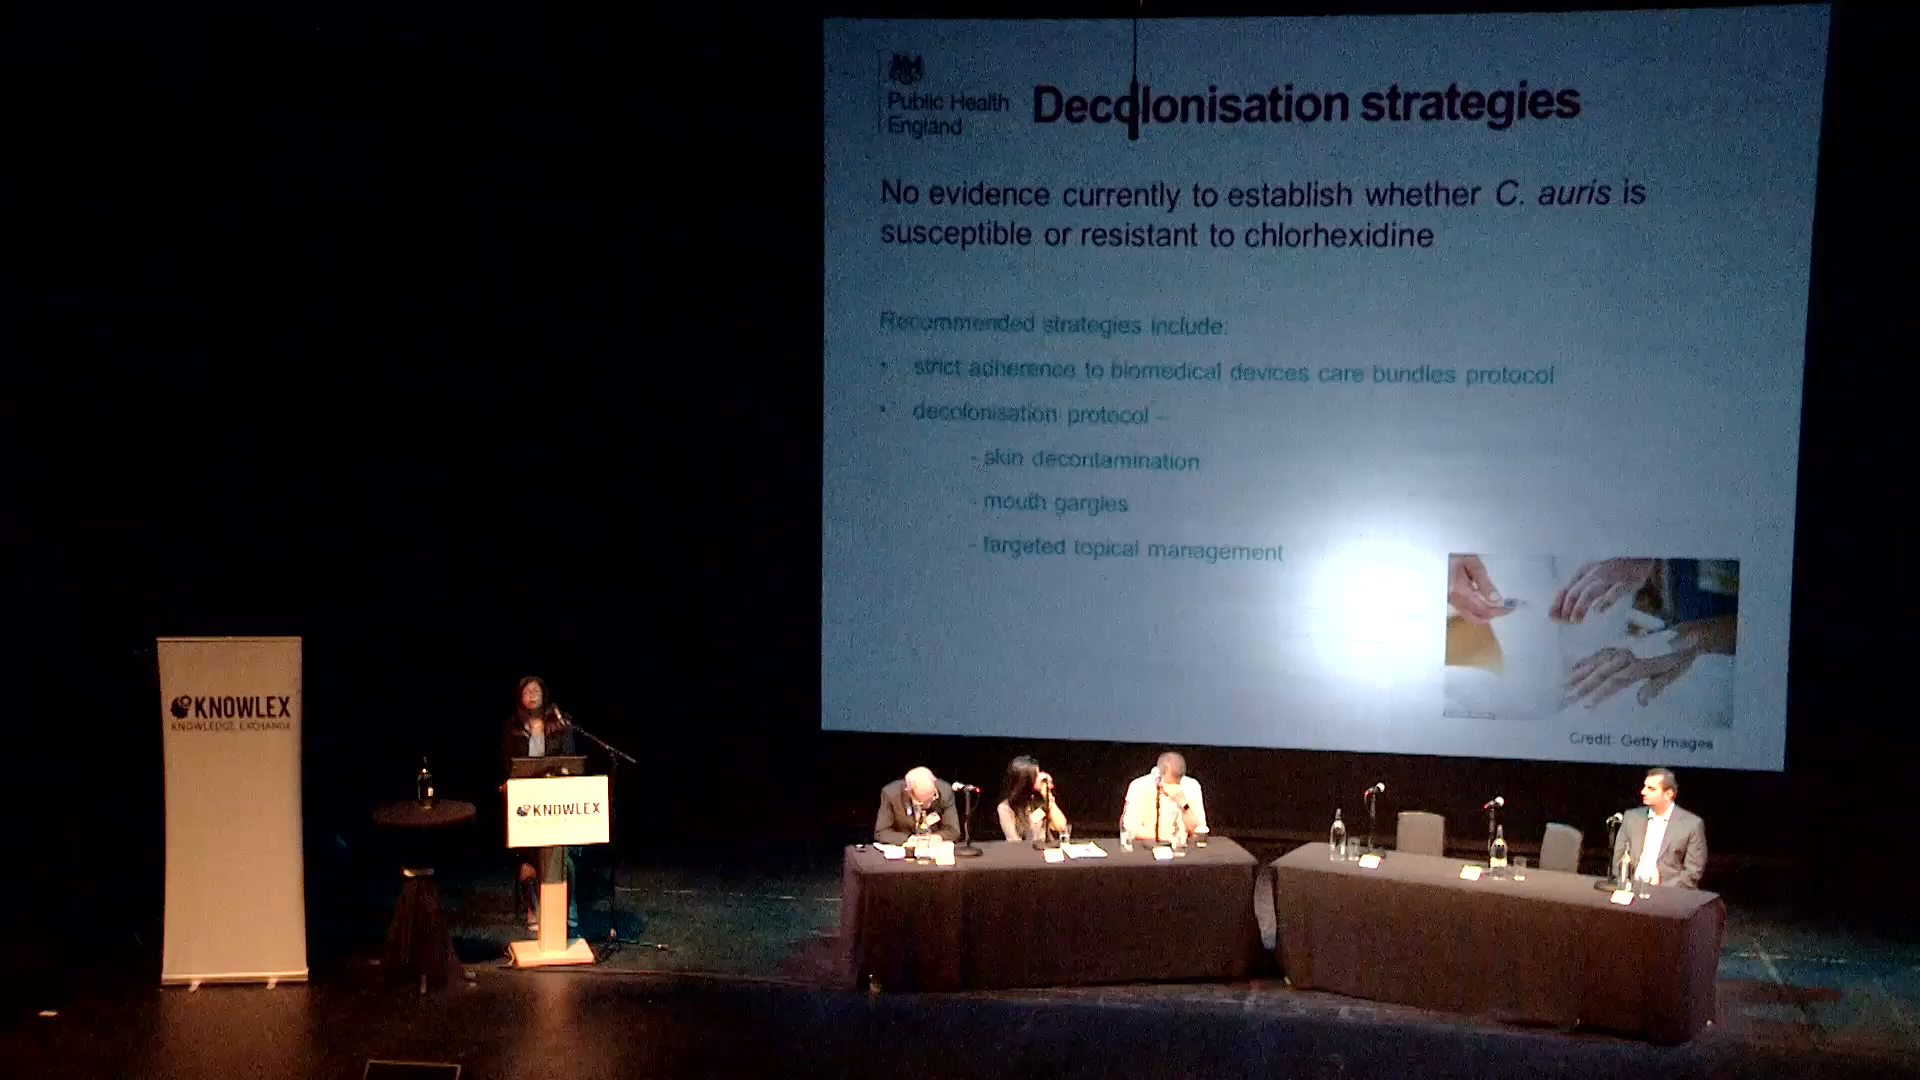 Public Health
England
Decolonisation strategies
No evidence currently to establish whether C. auris is
susceptible or resistant to chlorhexidine
Recommended strategies include:
• strict adherence to biomedical devices care bundles protocol
• decolonisation protocol –
- skin decontamination
- mouth gargles
- targeted topical management
Credit: Getty Images
KNOWLEX
KNOWLEDGE EXCHANGE
KNOWLEX